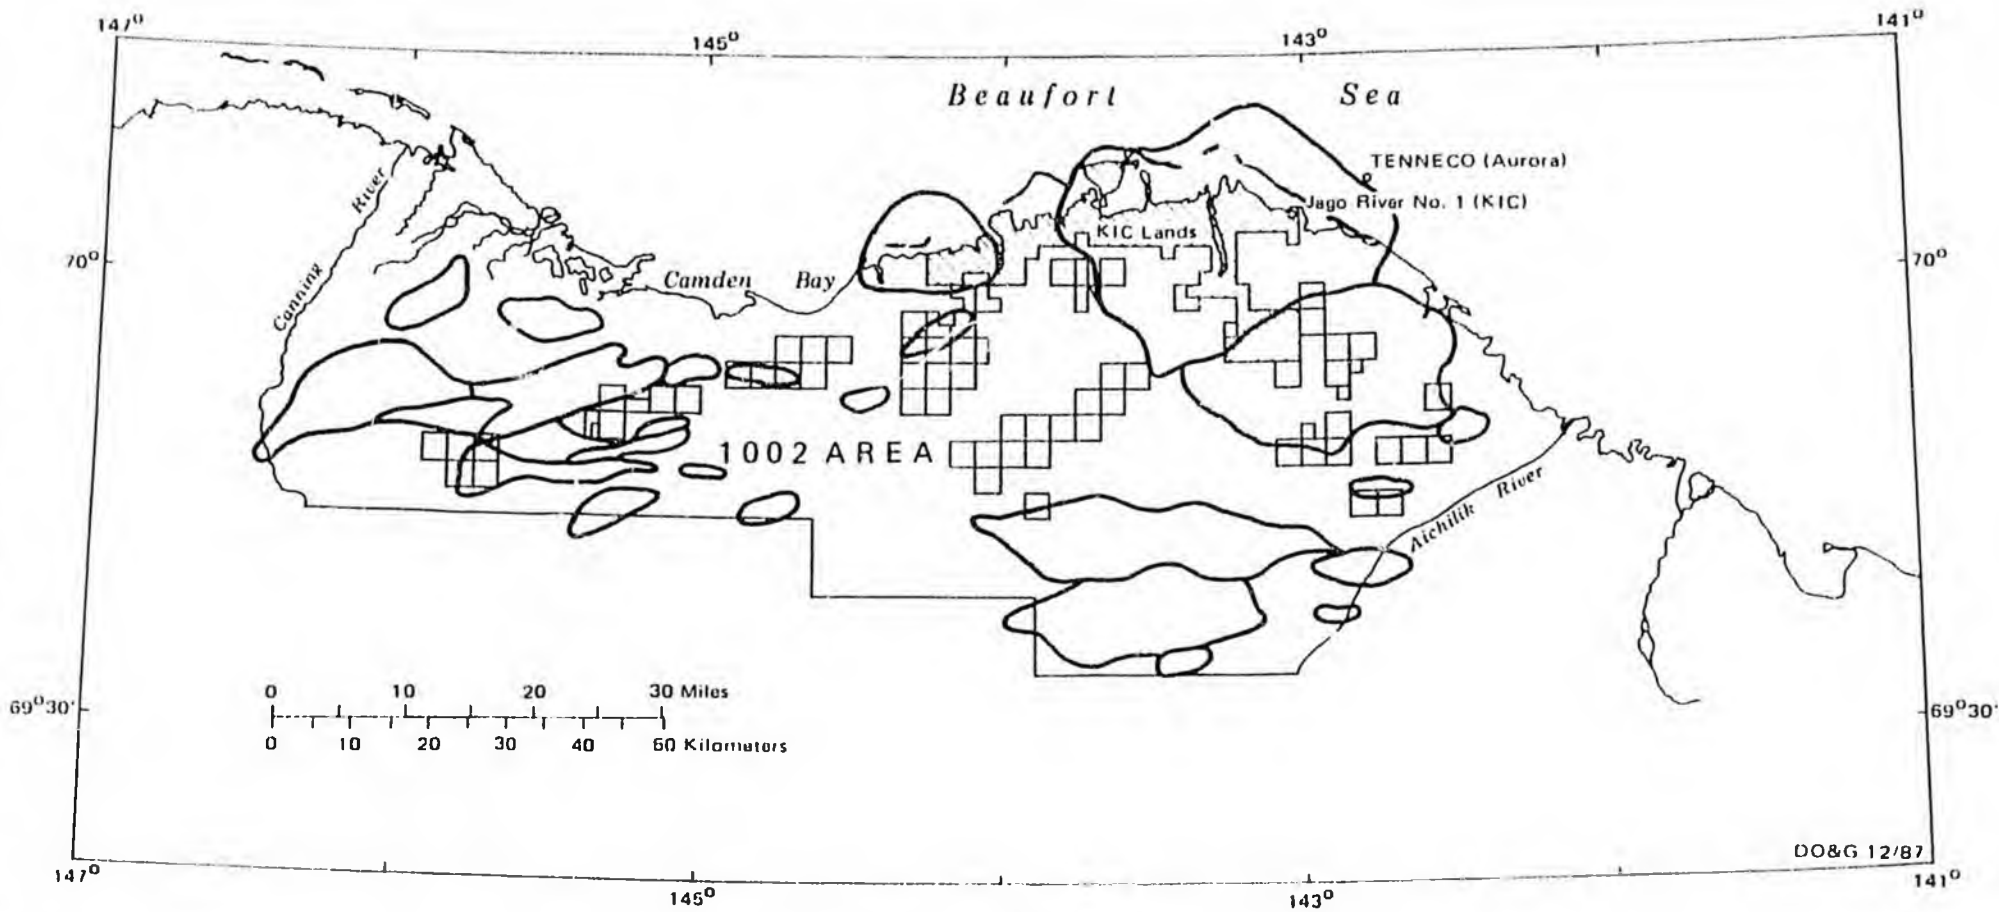 147° 145° 143° 141°
Beaufort Sea
TENNECO (Aurora)
Jago River No. 1 (KIC)
KIC Lands
Canning River
70° 70°
Camden Bay
1002 AREA
Aichilik River
0 10 20 30 Miles
0 10 20 30 40 50 Kilometers
69°30' 69°30'
DO&G 12/87
147° 145° 143° 141°